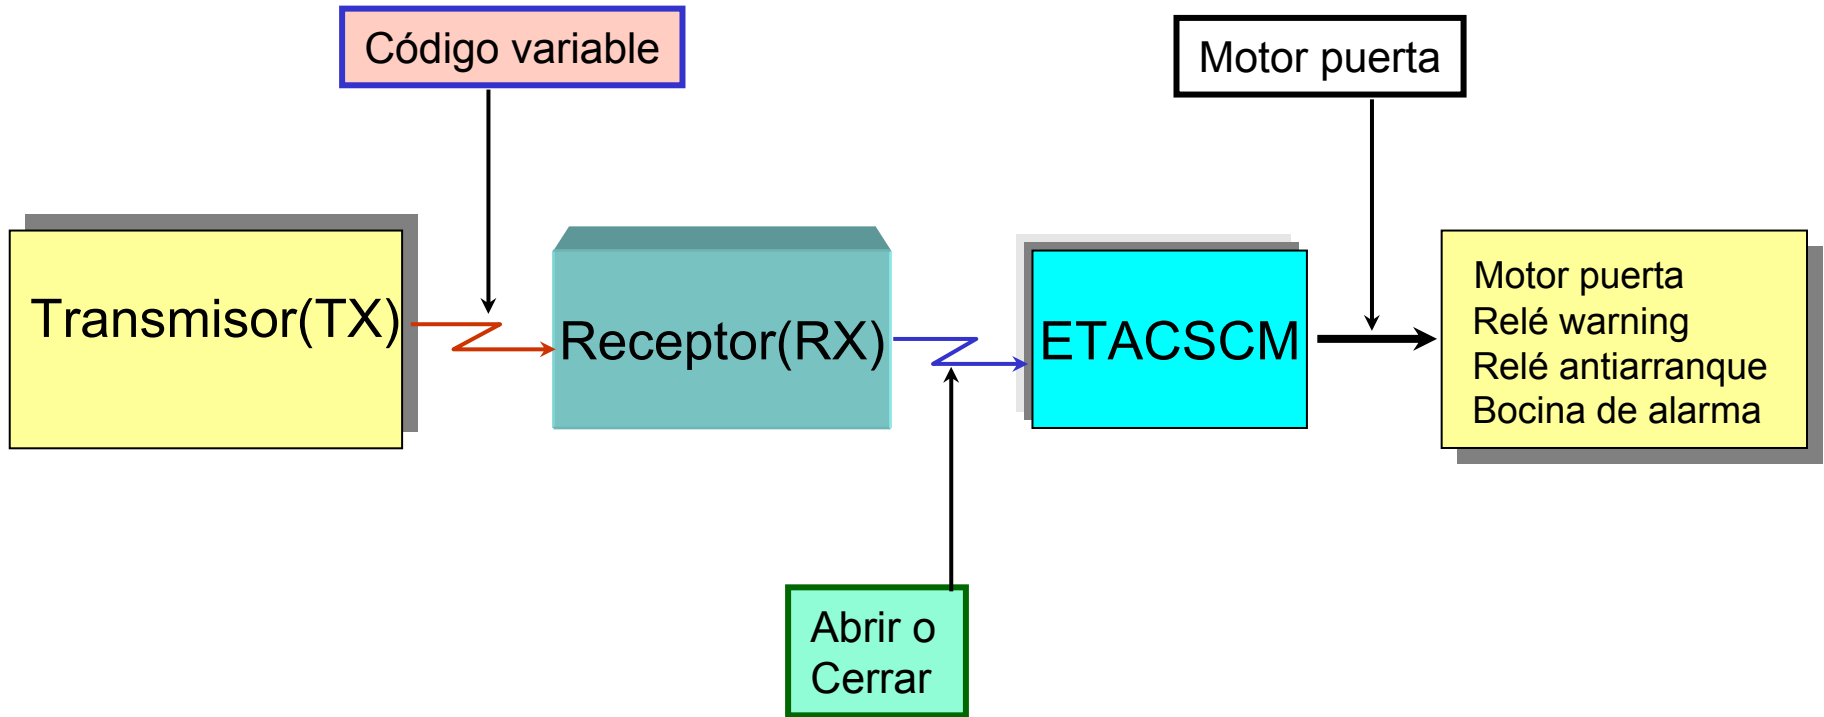 Código variable
Motor puerta
Transmisor(TX)
Receptor(RX)
ETACSCM
Motor puerta
Relé warning
Relé antiarranque
Bocina de alarma
Abrir o
Cerrar